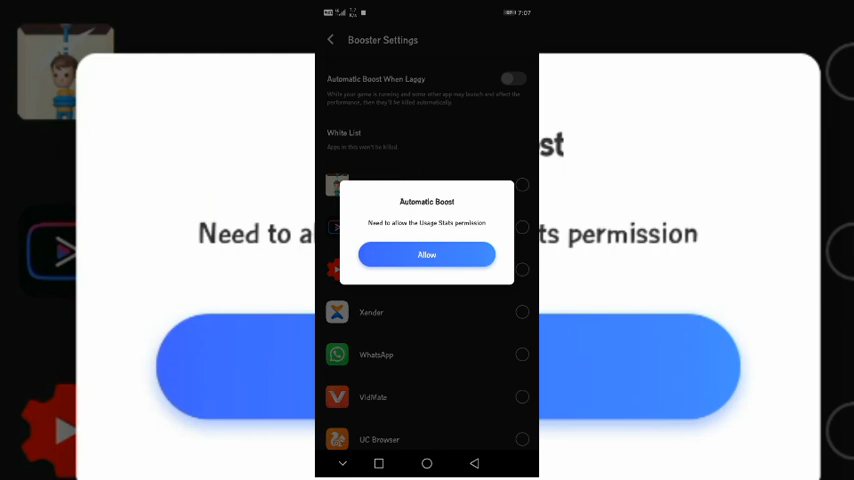 7:07
Booster Settings
Automatic Boost When Laggy
While your game is running and some other app may launch and affect the
performance, then they'll be killed automatically.
White List
Apps in this won't be killed.
st
Automatic Boost
Need to a
Need to allow the Usage Stats permission
ts permission
Allow
Xender
WhatsApp
VidMate
UC Browser